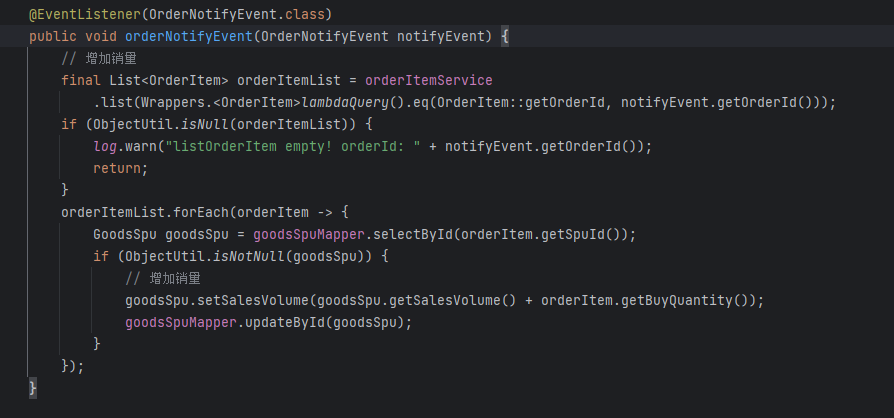 @EventListener(OrderNotifyEvent.class)
public void orderNotifyEvent(OrderNotifyEvent notifyEvent) {
    // 增加销量
    final List<OrderItem> orderItemList = orderItemService
        .list(Wrappers.<OrderItem>lambdaQuery().eq(OrderItem::getOrderId, notifyEvent.getOrderId()));
    if (ObjectUtil.isNull(orderItemList)) {
        log.warn("listOrderItem empty! orderId: " + notifyEvent.getOrderId());
        return;
    }
    orderItemList.forEach(orderItem -> {
        GoodsSpu goodsSpu = goodsSpuMapper.selectById(orderItem.getSpuId());
        if (ObjectUtil.isNotNull(goodsSpu)) {
            // 增加销量
            goodsSpu.setSalesVolume(goodsSpu.getSalesVolume() + orderItem.getBuyQuantity());
            goodsSpuMapper.updateById(goodsSpu);
        }
    });
}